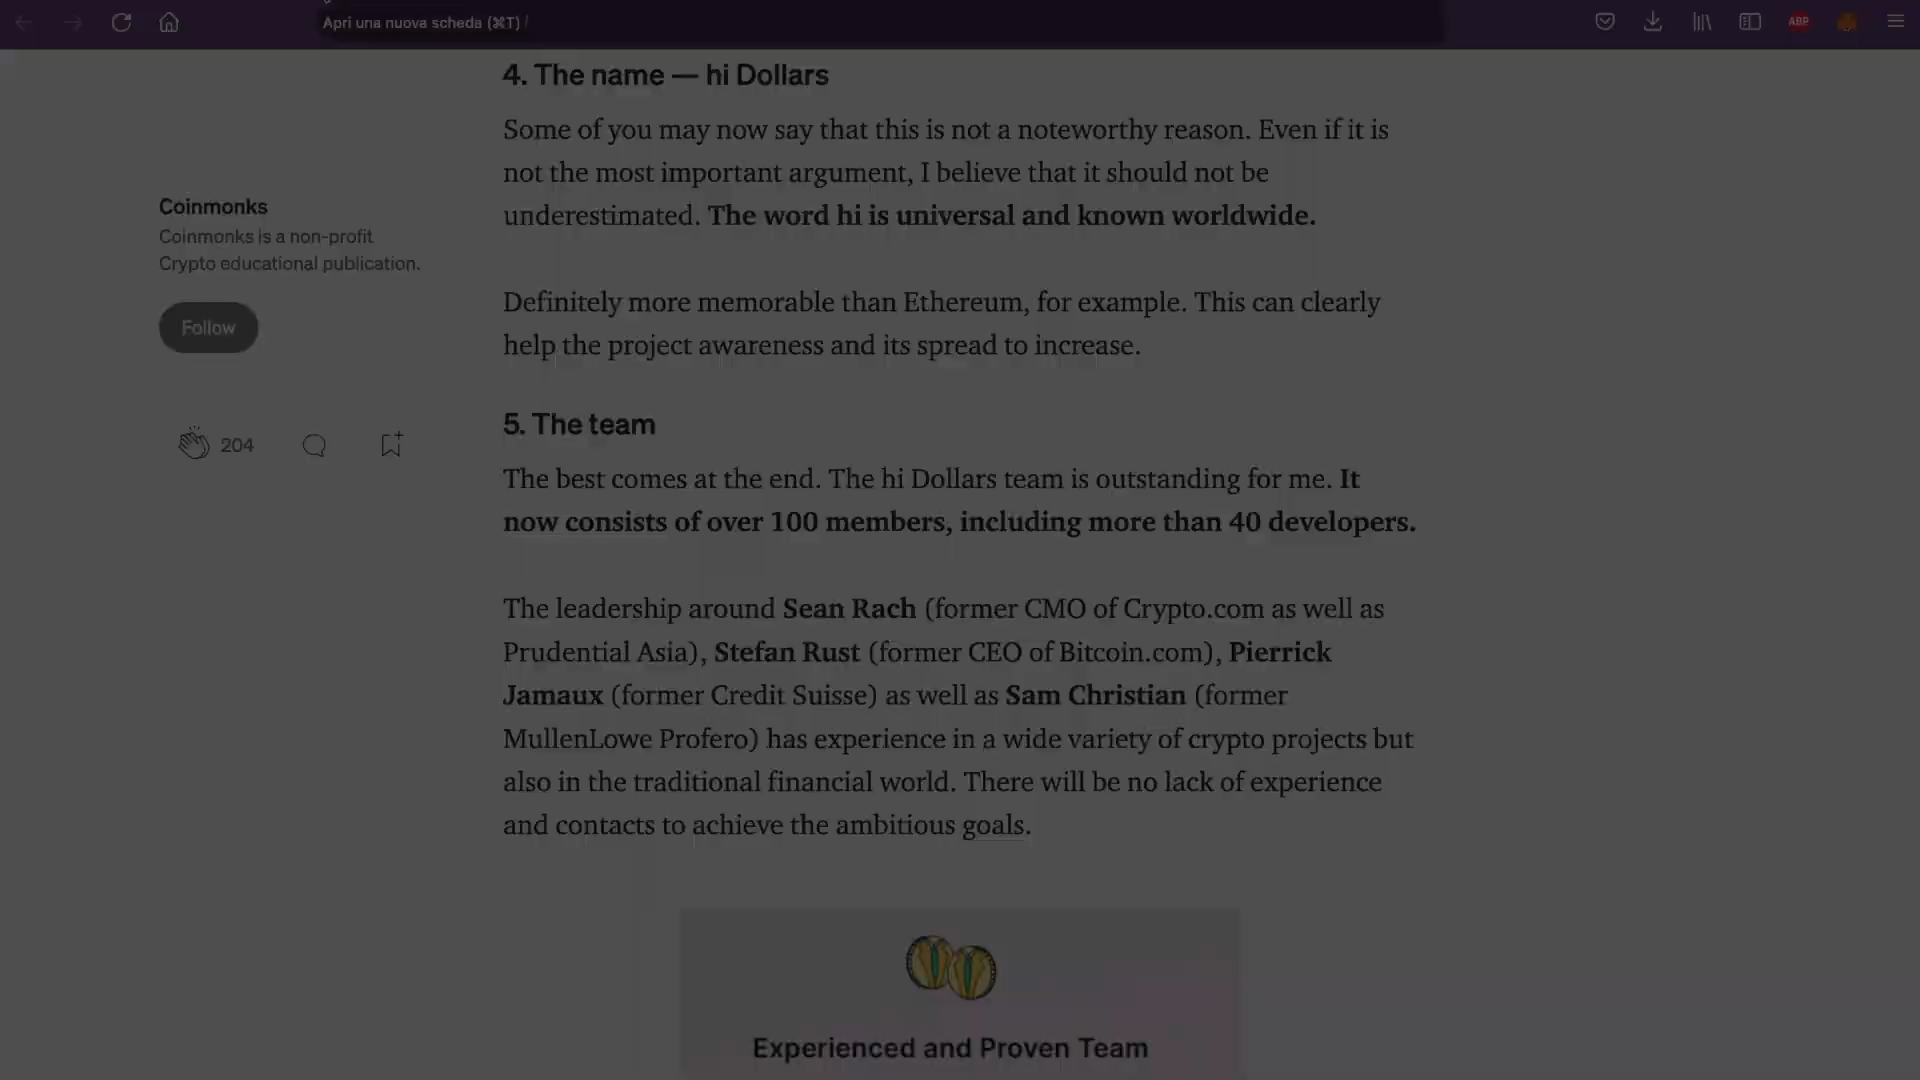 Apri una nuova scheda (⌘T)
ABP
4. The name — hi Dollars
Some of you may now say that this is not a noteworthy reason. Even if it is
not the most important argument, I believe that it should not be
underestimated. The word hi is universal and known worldwide.
Definitely more memorable than Ethereum, for example. This can clearly
help the project awareness and its spread to increase.
Coinmonks
Coinmonks is a non-profit
Crypto educational publication.
Follow
204
5. The team
The best comes at the end. The hi Dollars team is outstanding for me. It
now consists of over 100 members, including more than 40 developers.
The leadership around Sean Rach (former CMO of Crypto.com as well as
Prudential Asia), Stefan Rust (former CEO of Bitcoin.com), Pierrick
Jamaux (former Credit Suisse) as well as Sam Christian (former
MullenLowe Profero) has experience in a wide variety of crypto projects but
also in the traditional financial world. There will be no lack of experience
and contacts to achieve the ambitious goals.
Experienced and Proven Team